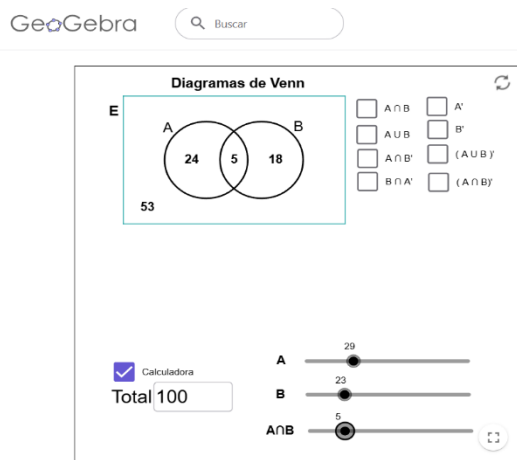 GeoGebra
Buscar
Diagramas de Venn
E
A
B
24
5
18
53
A∩B
A'
A∪B
B'
A∩B'
(A∪B)'
B∩A'
(A∩B)'
Calculadora
Total 100
29
A
23
B
5
A∩B